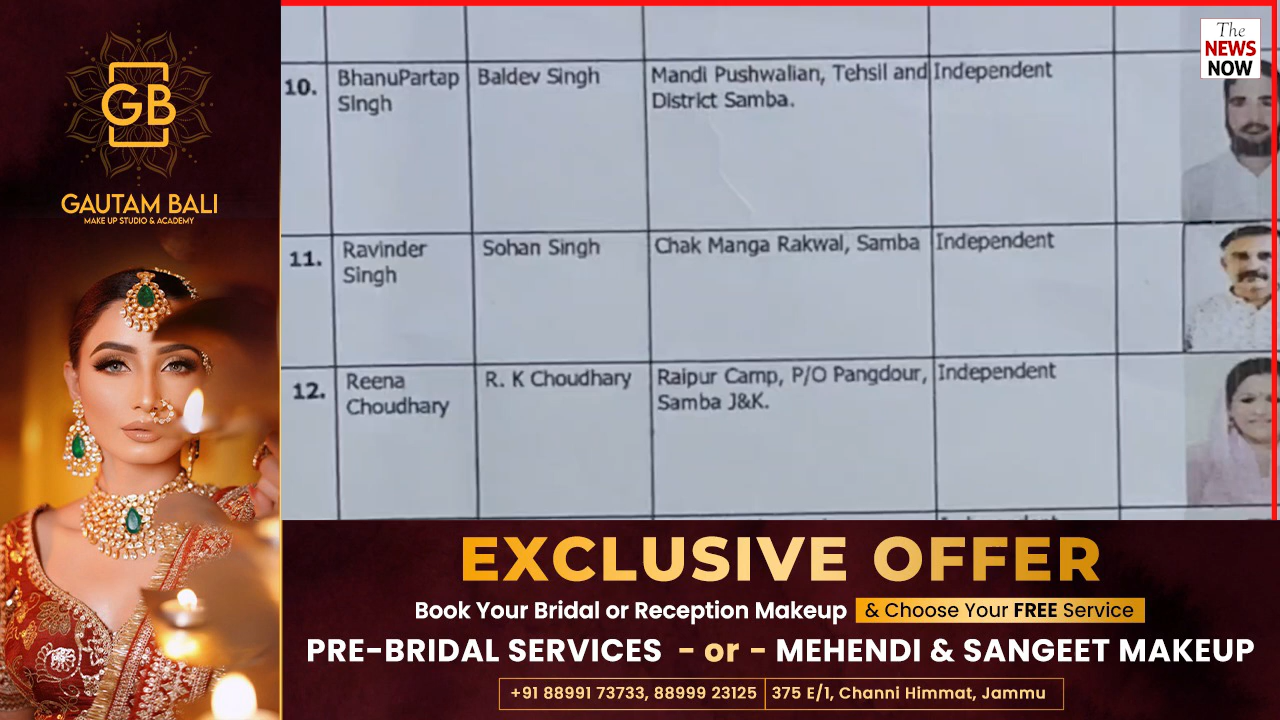 GB
GAUTAM BALI
MAKE UP STUDIO & ACADEMY
The
NEWS
NOW
10. BhanuPartap Baldev Singh Mandi Pushwalian, Tehsil and Independent
Singh District Samba.
11. Ravinder Sohan Singh Chak Manga Rakwal, Samba Independent
Singh
12. Reena R. K Choudhary Raipur Camp, P/O Pangdour, Independent
Choudhary Samba J&K.
Independent
EXCLUSIVE OFFER
Book Your Bridal or Reception Makeup & Choose Your FREE Service
PRE-BRIDAL SERVICES - or - MEHENDI & SANGEET MAKEUP
+91 88991 73733, 88999 23125 375 E/1, Channi Himmat, Jammu